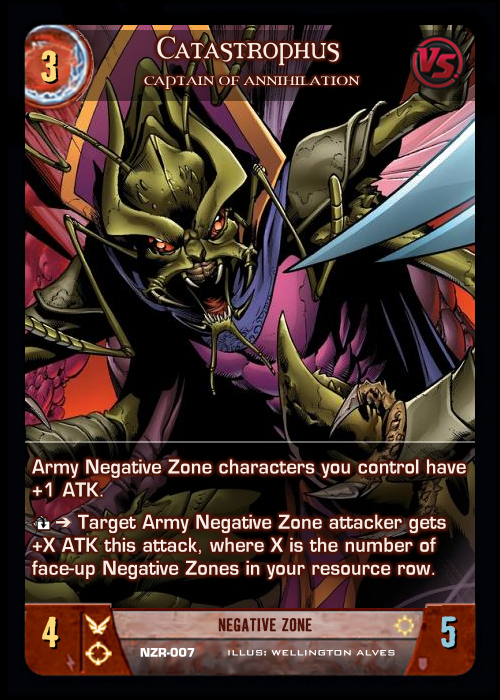 3
CATASTROPHUS
VS.
CAPTAIN OF ANNIHILATION
Army Negative Zone characters you control have
+1 ATK.
➔ Target Army Negative Zone attacker gets
+X ATK this attack, where X is the number of
face-up Negative Zones in your resource row.
4
NEGATIVE ZONE
5
NZR-007 ILLUS: WELLINGTON ALVES